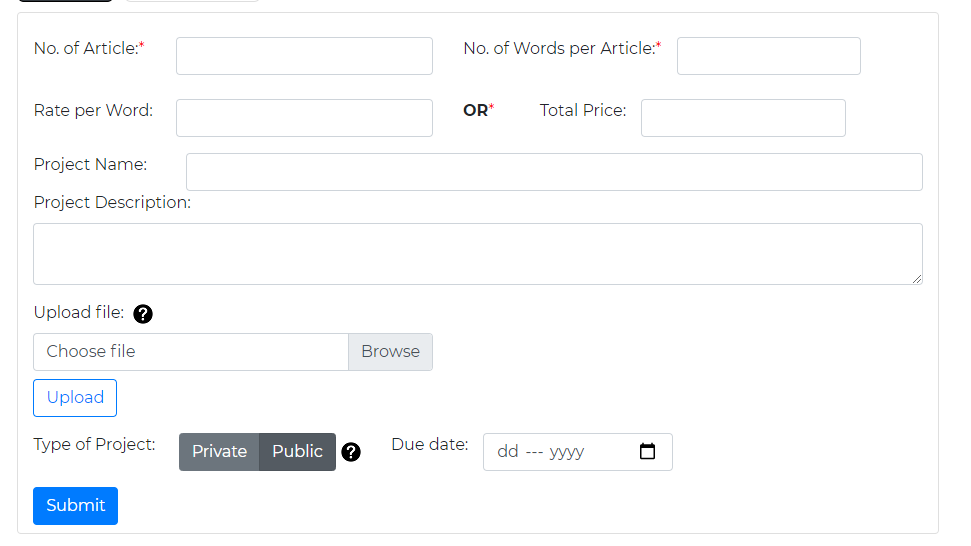 No. of Article:* No. of Words per Article:*
Rate per Word: OR* Total Price:
Project Name:
Project Description:
Upload file: ?
Choose file Browse
Upload
Type of Project: Private Public ? Due date: dd --- yyyy
Submit